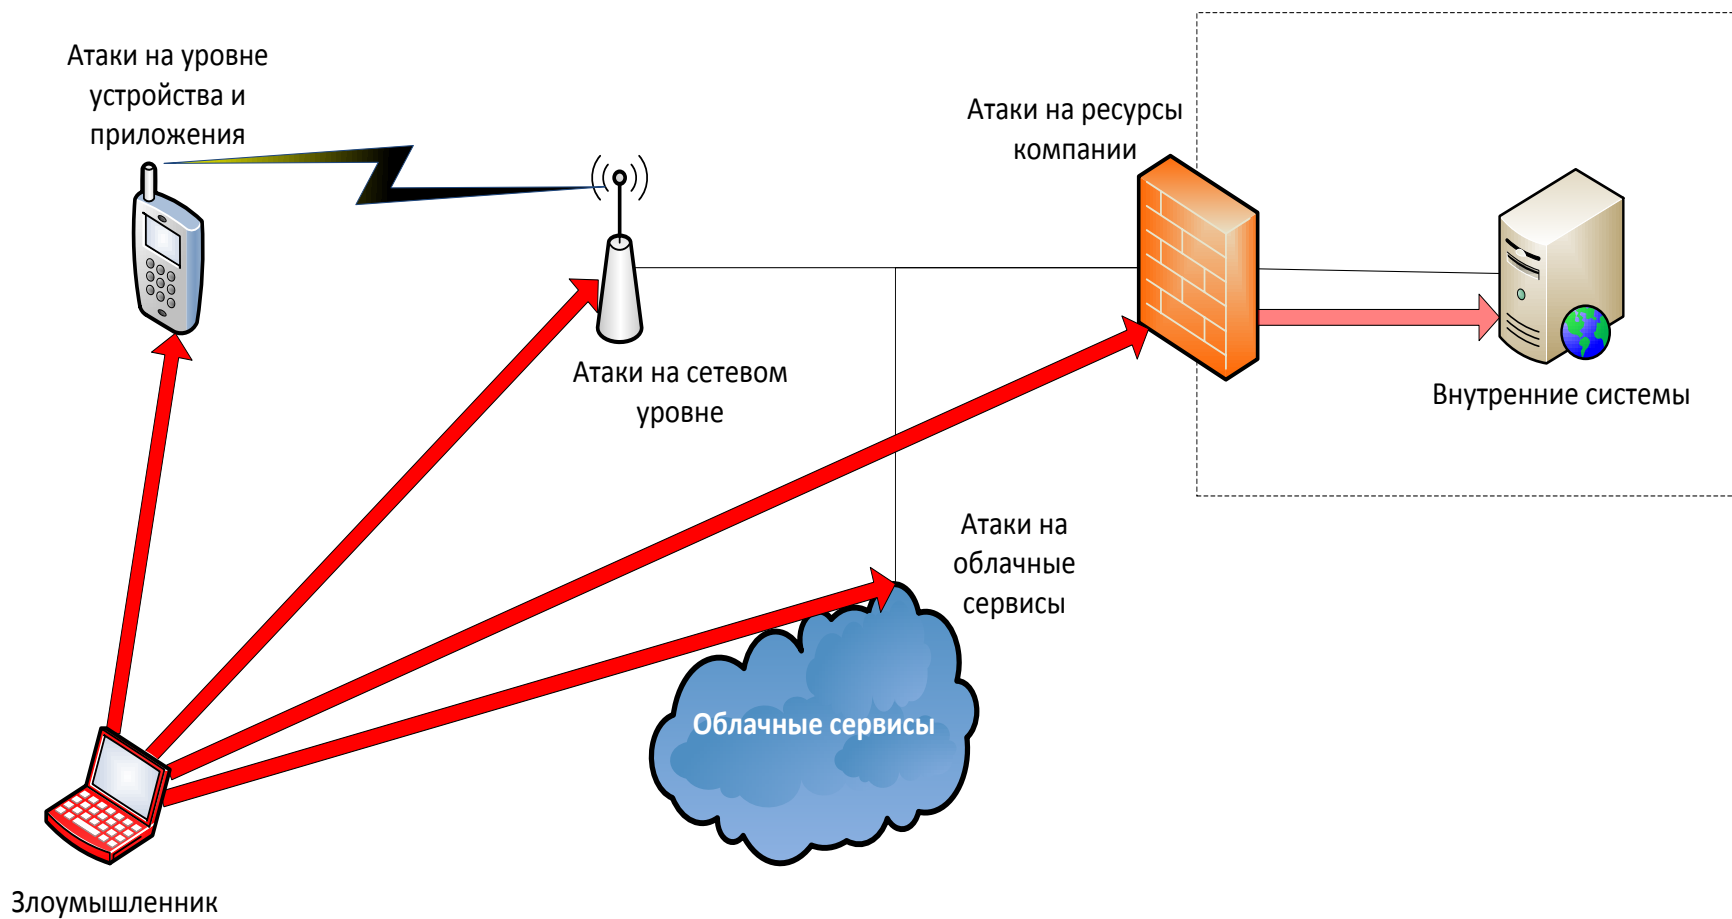 Атаки на уровне
устройства и
приложения
Атаки на ресурсы
компании
Атаки на сетевом
уровне
Внутренние системы
Атаки на
облачные
сервисы
Облачные сервисы
Злоумышленник